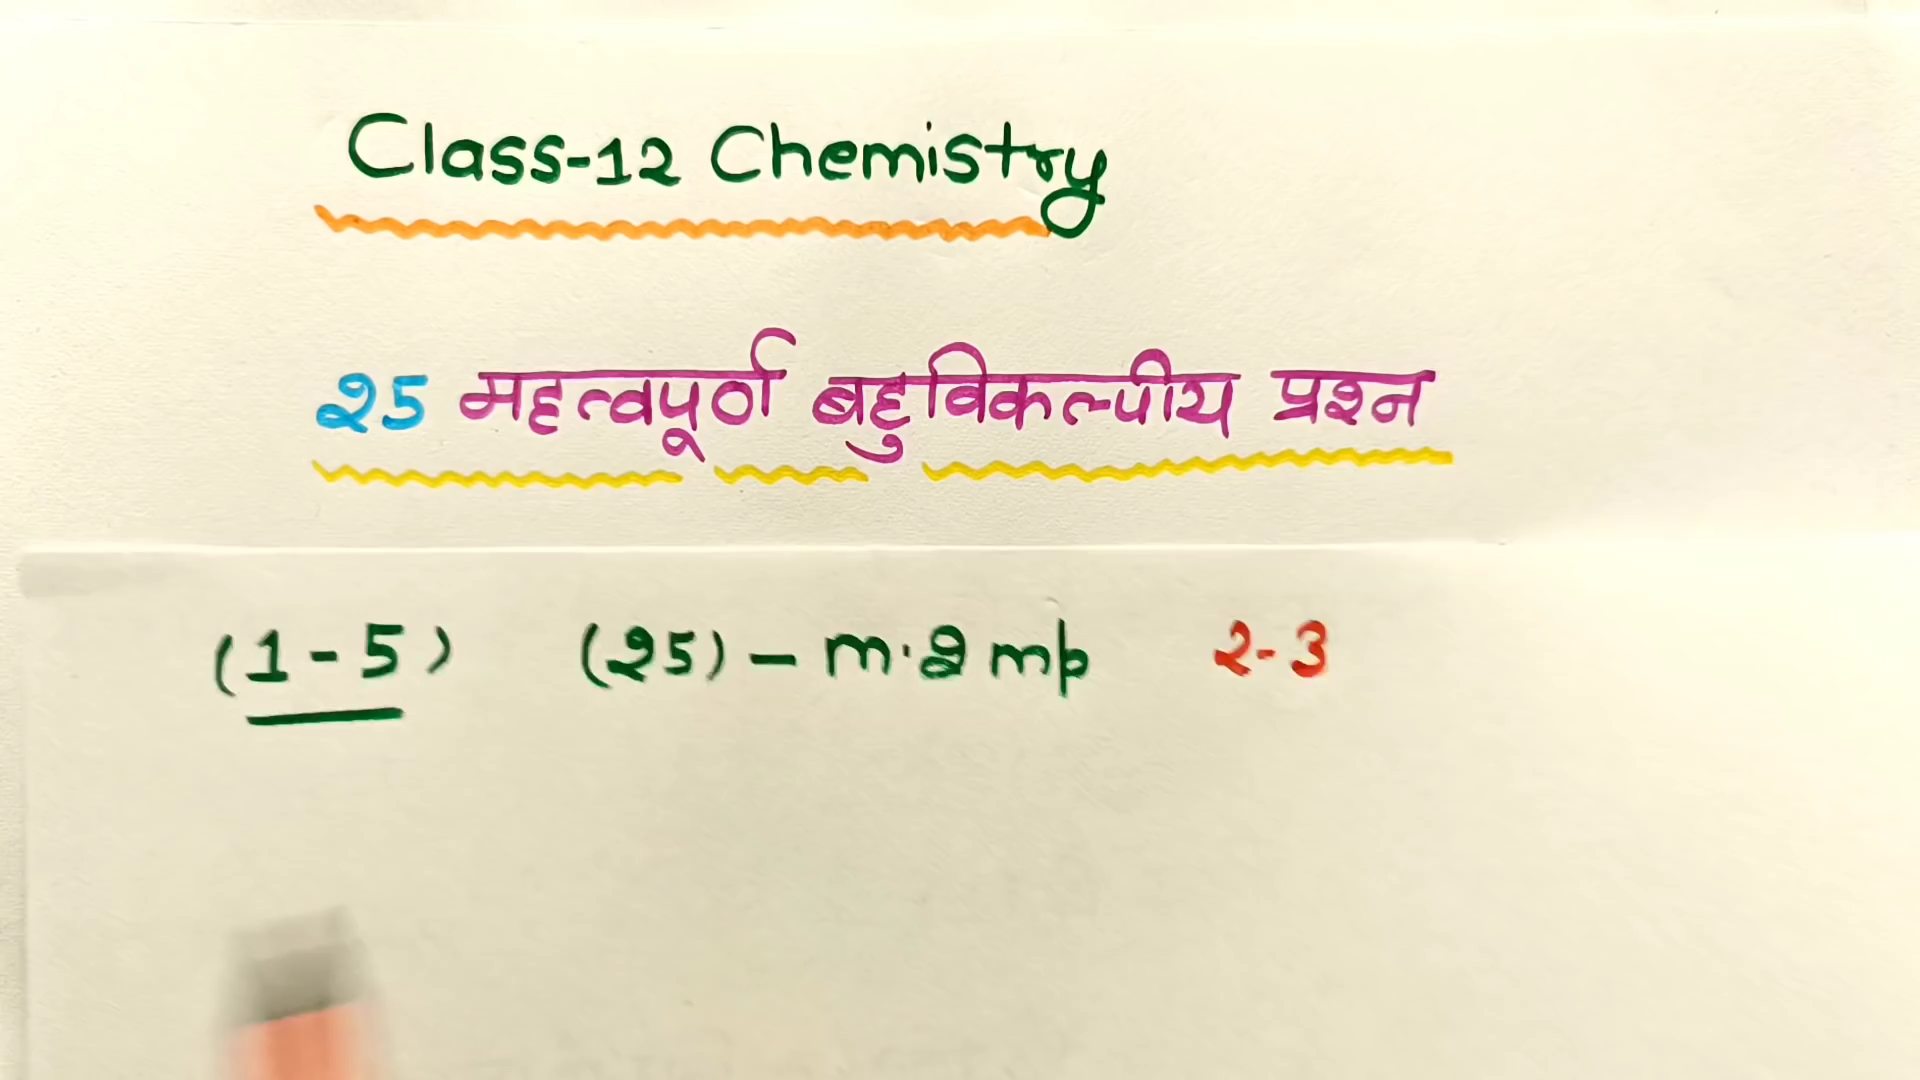 Class-12 Chemistry
25 महत्वपूर्ण बहुविकल्पीय प्रश्न
(1-5) (25) - m.2 mp 2-3